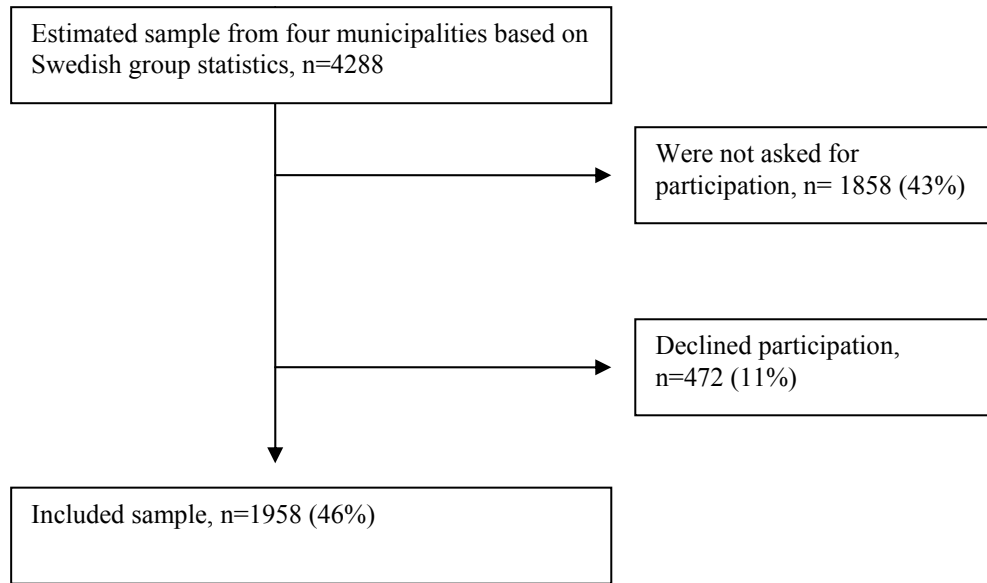 Estimated sample from four municipalities based on
Swedish group statistics, n=4288
Were not asked for
participation, n= 1858 (43%)
Declined participation,
n=472 (11%)
Included sample, n=1958 (46%)